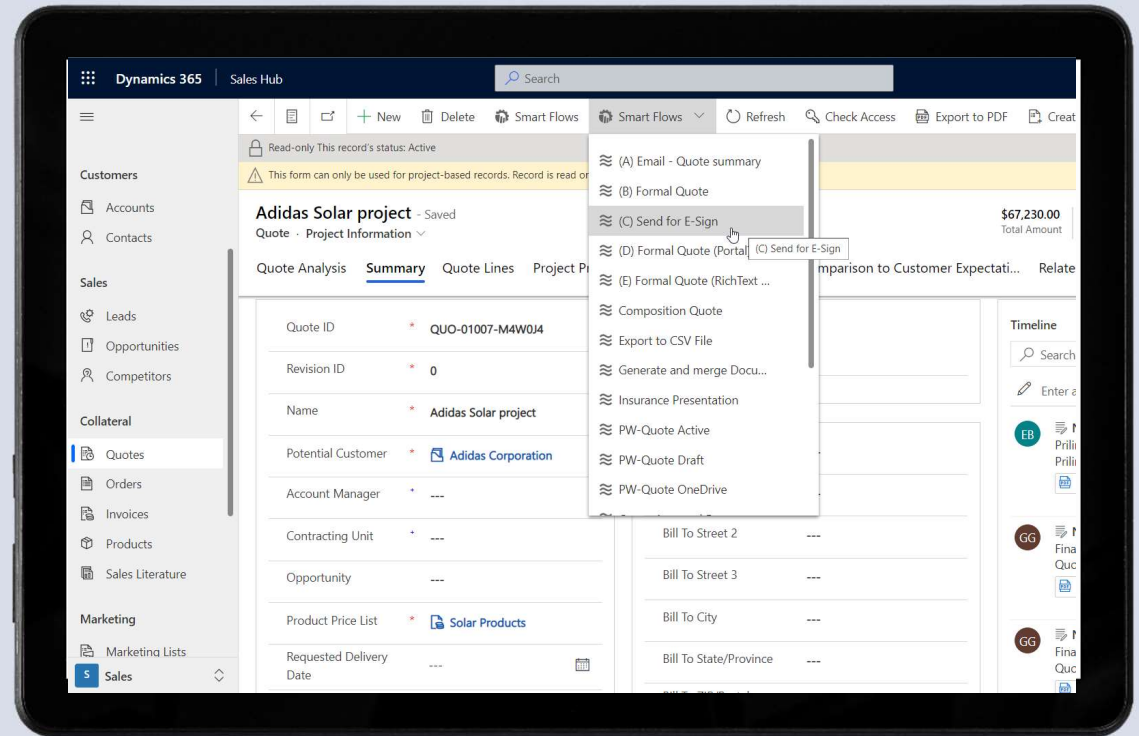 Dynamics 365 Sales Hub Search
New Delete Smart Flows Smart Flows Refresh Check Access Export to PDF Creat
Read-only This record's status: Active
This form can only be used for project-based records. Record is read
Customers
Accounts
Contacts
Sales
Leads
Opportunities
Competitors
Collateral
Quotes
Orders
Invoices
Products
Sales Literature
Marketing
Marketing Lists
S Sales
Adidas Solar project - Saved
Quote · Project Information
$67,230.00
Total Amount
Quote Analysis Summary Quote Lines Project Customer Expectati... Relate
(A) Email - Quote summary
(B) Formal Quote
(C) Send for E-Sign
(C) Send for E-Sign
(D) Formal Quote (Portal
(E) Formal Quote (RichText ...
Composition Quote
Export to CSV File
Generate and merge Docu...
Insurance Presentation
PW-Quote Active
PW-Quote Draft
PW-Quote OneDrive
Quote ID * QUO-01007-M4W0J4
Revision ID * 0
Name * Adidas Solar project
Potential Customer * Adidas Corporation
Account Manager + ---
Contracting Unit + ---
Opportunity ---
Product Price List * Solar Products
Requested Delivery
Date ---
Bill To Street 2 ---
Bill To Street 3 ---
Bill To City ---
Bill To State/Province ---
Timeline
Search
Enter a
EB
Prili
Prili
GG
Fina
Quo
GG
Fina
Quo